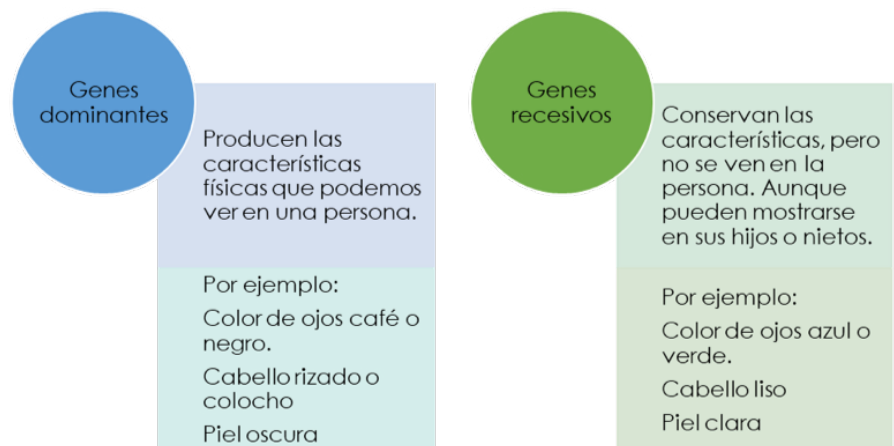 Genes
dominantes
Producen las
características
físicas que podemos
ver en una persona.
Por ejemplo:
Color de ojos café o
negro.
Cabello rizado o
colocho
Piel oscura
Genes
recesivos
Conservan las
características, pero
no se ven en la
persona. Aunque
pueden mostrarse
en sus hijos o nietos.
Por ejemplo:
Color de ojos azul o
verde.
Cabello liso
Piel clara